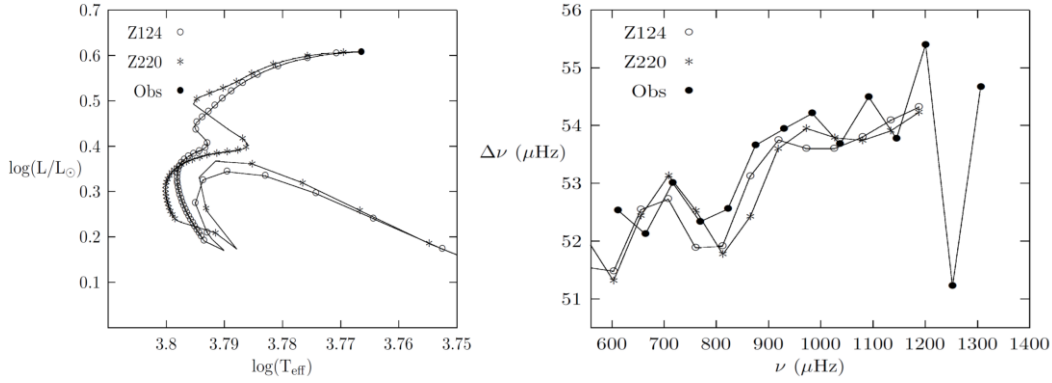 0.7
0.6
0.5
0.4
0.3
0.2
0.1
log(L/L☉)
Z124
Z220
Obs
3.8 3.79 3.78 3.77 3.76 3.75
log(Teff)
56
55
54
53
52
51
Δν (μHz)
Z124
Z220
Obs
600 700 800 900 1000 1100 1200 1300 1400
ν (μHz)